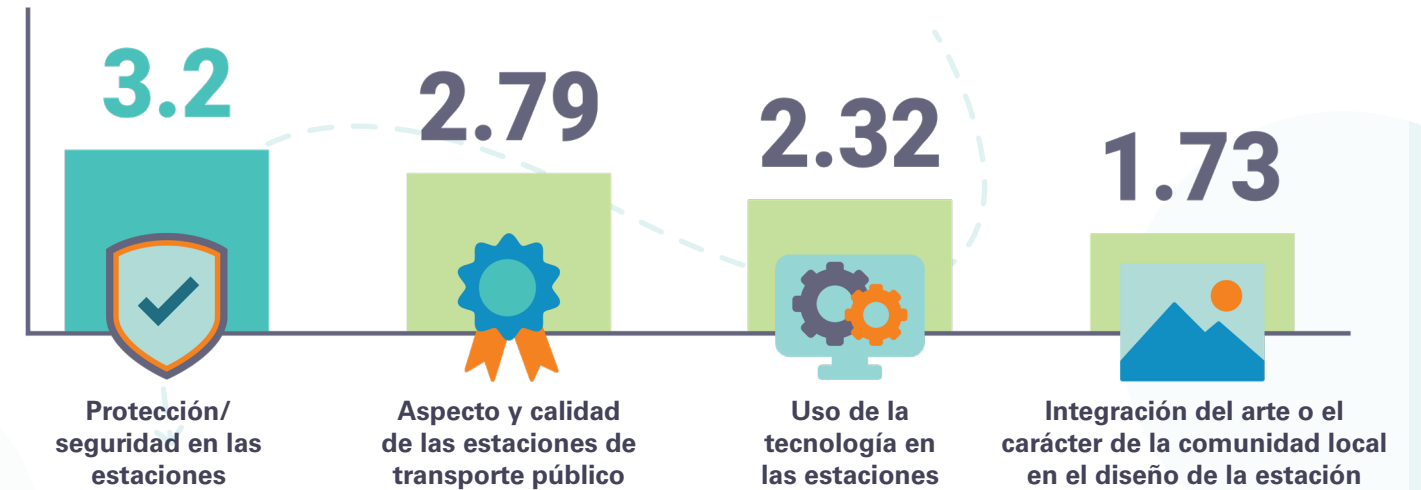 3.2
2.79
2.32
1.73
Protección/
seguridad en las
estaciones
Aspecto y calidad
de las estaciones de
transporte público
Uso de la
tecnología en
las estaciones
Integración del arte o el
carácter de la comunidad local
en el diseño de la estación